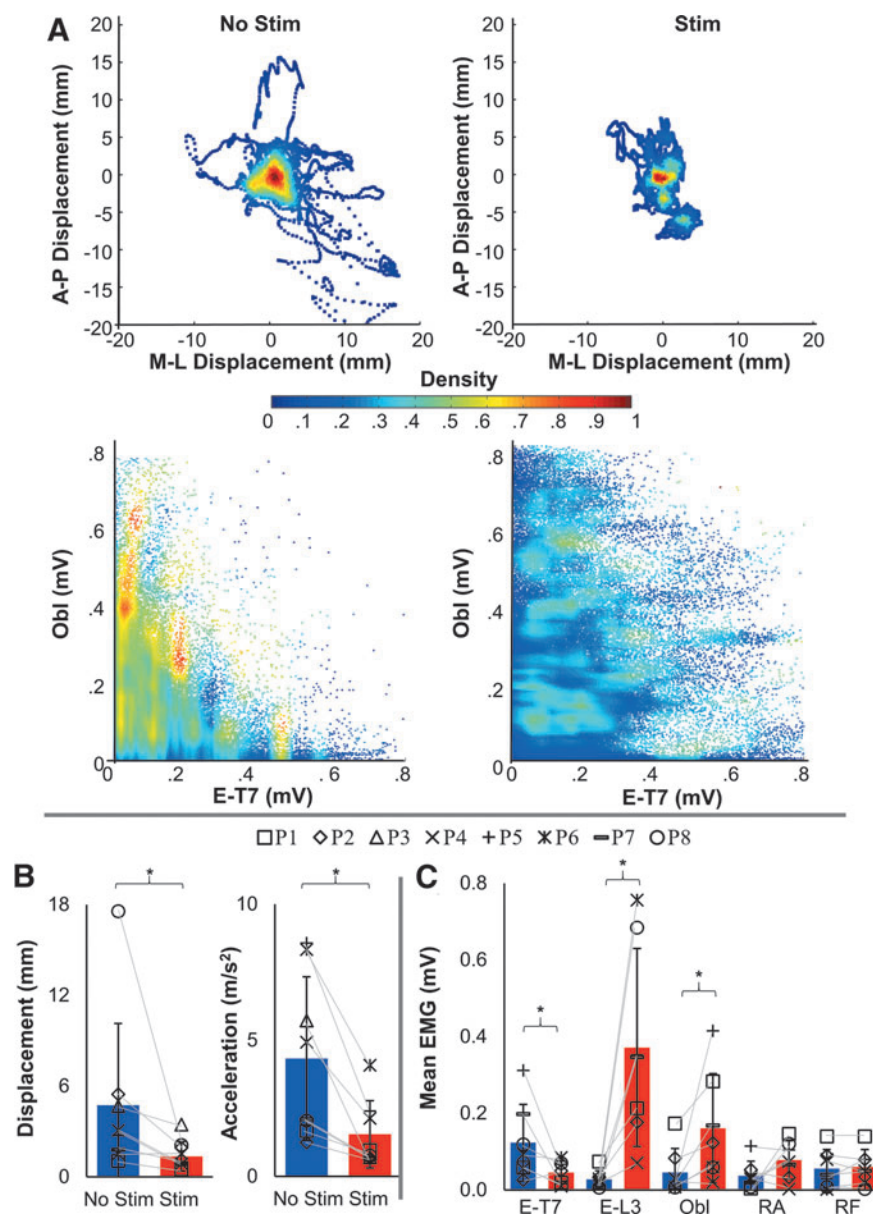 A
No Stim
Stim
20
15
10
5
0
-5
-10
-15
-20
A-P Displacement (mm)
-20
-10
0
10
20
M-L Displacement (mm)
20
15
10
5
0
-5
-10
-15
-20
A-P Displacement (mm)
-20
-10
0
10
20
M-L Displacement (mm)
Density
0 .1 .2 .3 .4 .5 .6 .7 .8 .9 1
.8
.6
.4
.2
0
Obl (mV)
0 .2 .4 .6 .8
E-T7 (mV)
.8
.6
.4
.2
0
Obl (mV)
0 .2 .4 .6 .8
E-T7 (mV)
P1 P2 P3 P4 P5 P6 P7 P8
B
18
12
6
0
Displacement (mm)
*
No Stim Stim
10
5
0
Acceleration (m/s²)
*
No Stim Stim
C
0.8
0.6
0.4
0.2
0.0
Mean EMG (mV)
*
*
*
E-T7 E-L3 Obl RA RF